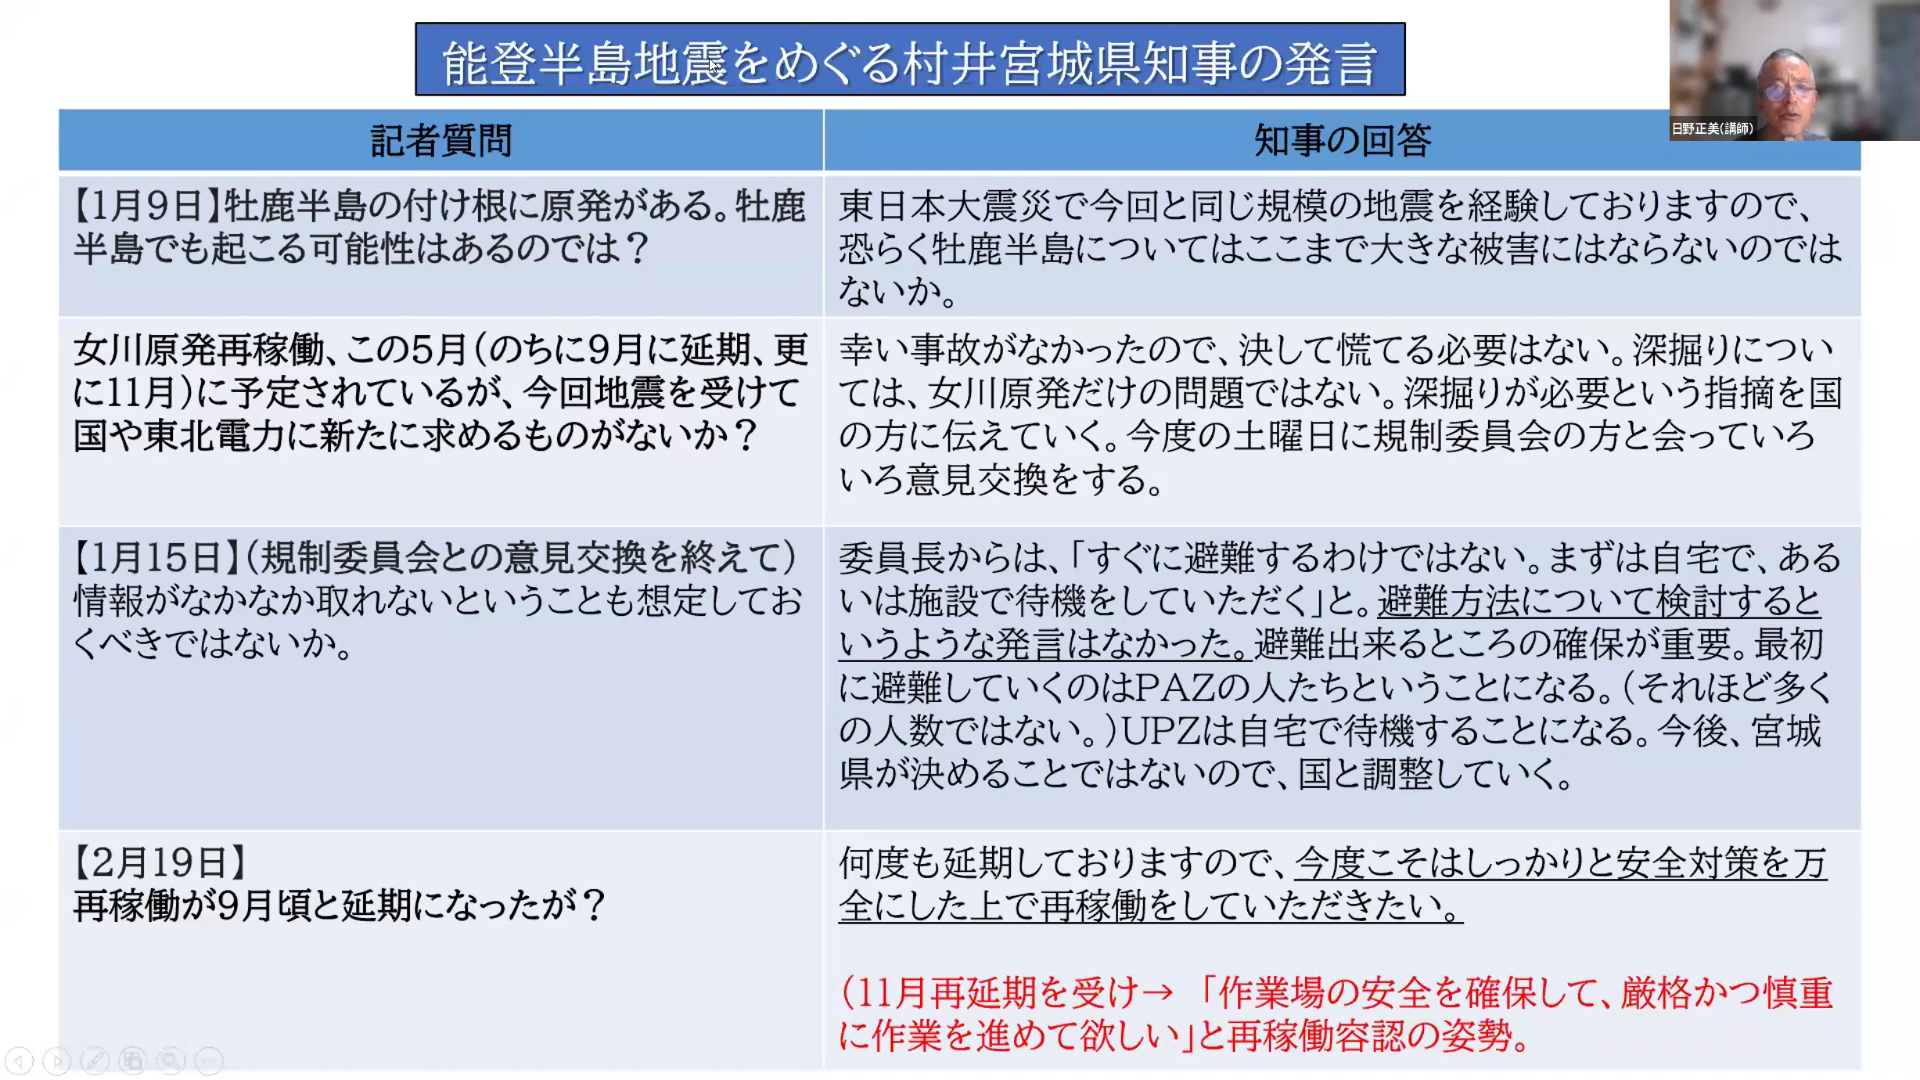 能登半島地震をめぐる村井宮城県知事の発言
日野正美(講師)
記者質問
知事の回答
【1月9日】牡鹿半島の付け根に原発がある。牡鹿
半島でも起こる可能性はあるのでは？
東日本大震災で今回と同じ規模の地震を経験しておりますので、
恐らく牡鹿半島についてはここまで大きな被害にはならないのでは
ないか。
女川原発再稼働、この5月(のちに9月に延期、更
に11月)に予定されているが、今回地震を受けて
国や東北電力に新たに求めるものがないか？
幸い事故がなかったので、決して慌てる必要はない。深掘りについ
ては、女川原発だけの問題ではない。深掘りが必要という指摘を国
の方に伝えていく。今度の土曜日に規制委員会の方と会っていろ
いろ意見交換をする。
【1月15日】(規制委員会との意見交換を終えて)
情報がなかなか取れないということも想定してお
くべきではないか。
委員長からは、「すぐに避難するわけではない。まずは自宅で、ある
いは施設で待機をしていただく」と。避難方法について検討すると
いうような発言はなかった。避難出来るところの確保が重要。最初
に避難していくのはPAZの人たちということになる。(それほど多く
の人数ではない。)UPZは自宅で待機することになる。今後、宮城
県が決めることではないので、国と調整していく。
【2月19日】
再稼働が9月頃と延期になったが？
何度も延期しておりますので、今度こそはしっかりと安全対策を万
全にした上で再稼働をしていただきたい。
(11月再延期を受け→ 「作業場の安全を確保して、厳格かつ慎重
に作業を進めて欲しい」と再稼働容認の姿勢。